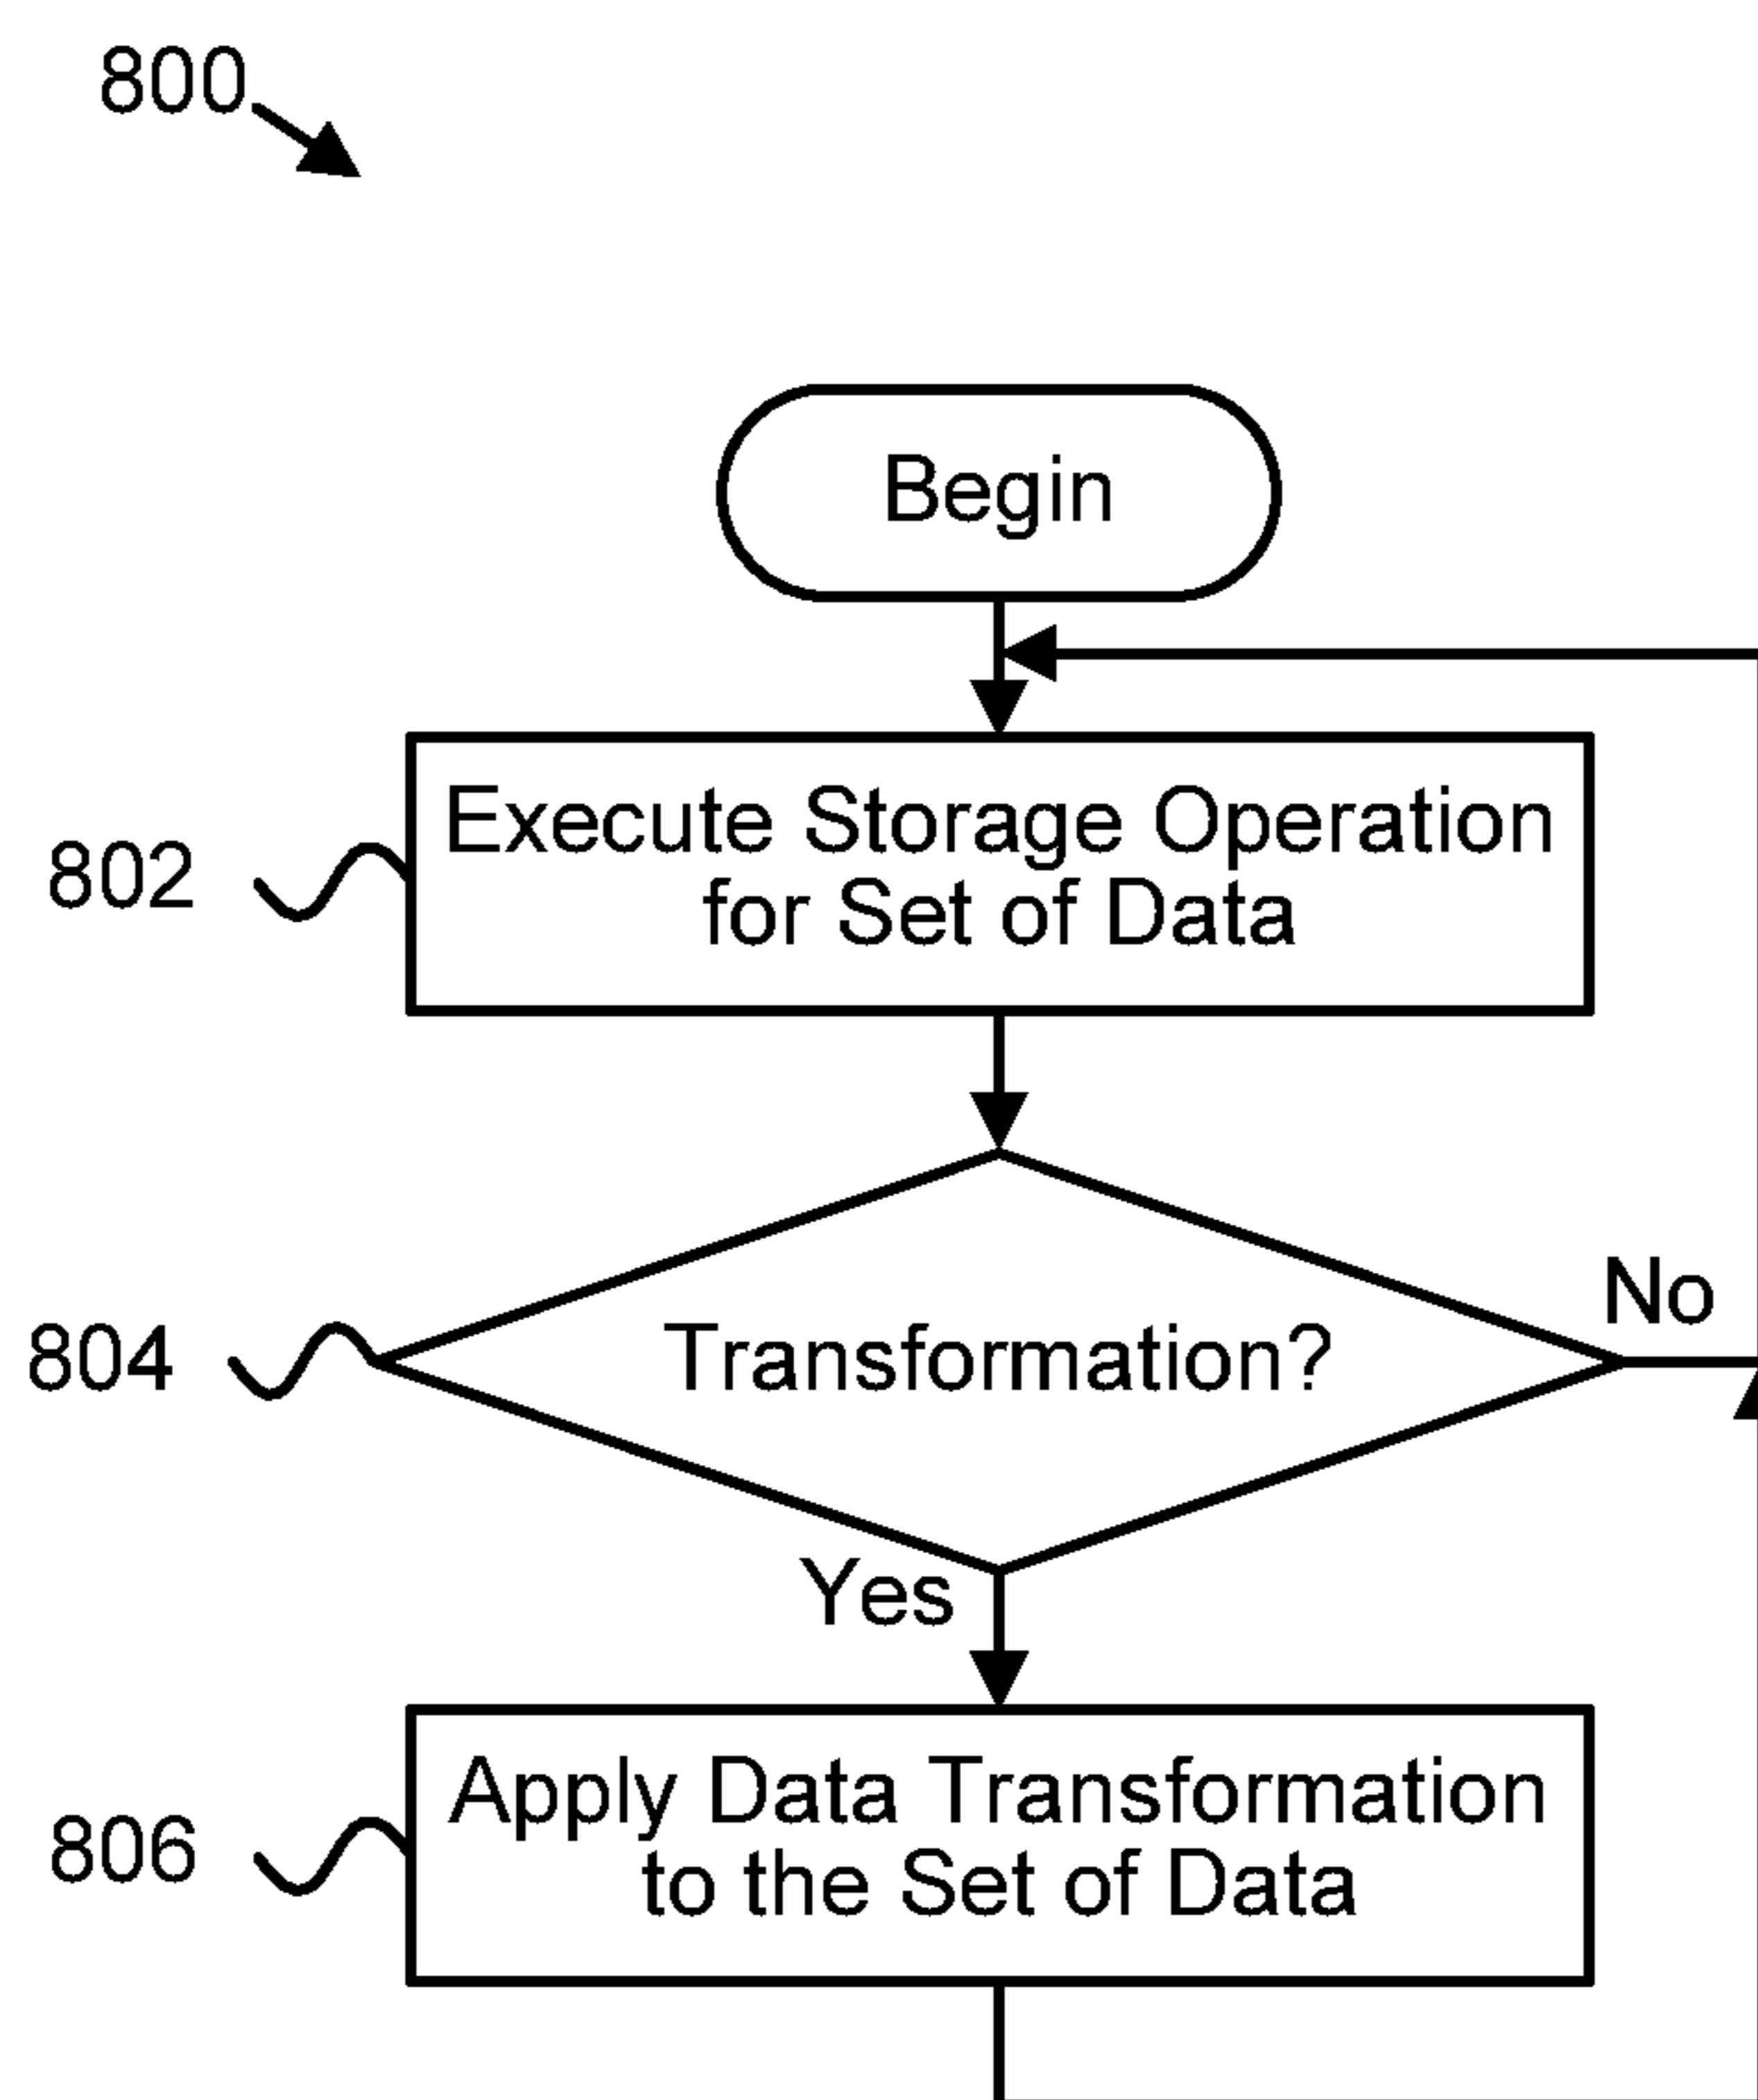 800
Begin
802
Execute Storage Operation
for Set of Data
804
Transformation?
No
Yes
806
Apply Data Transformation
to the Set of Data